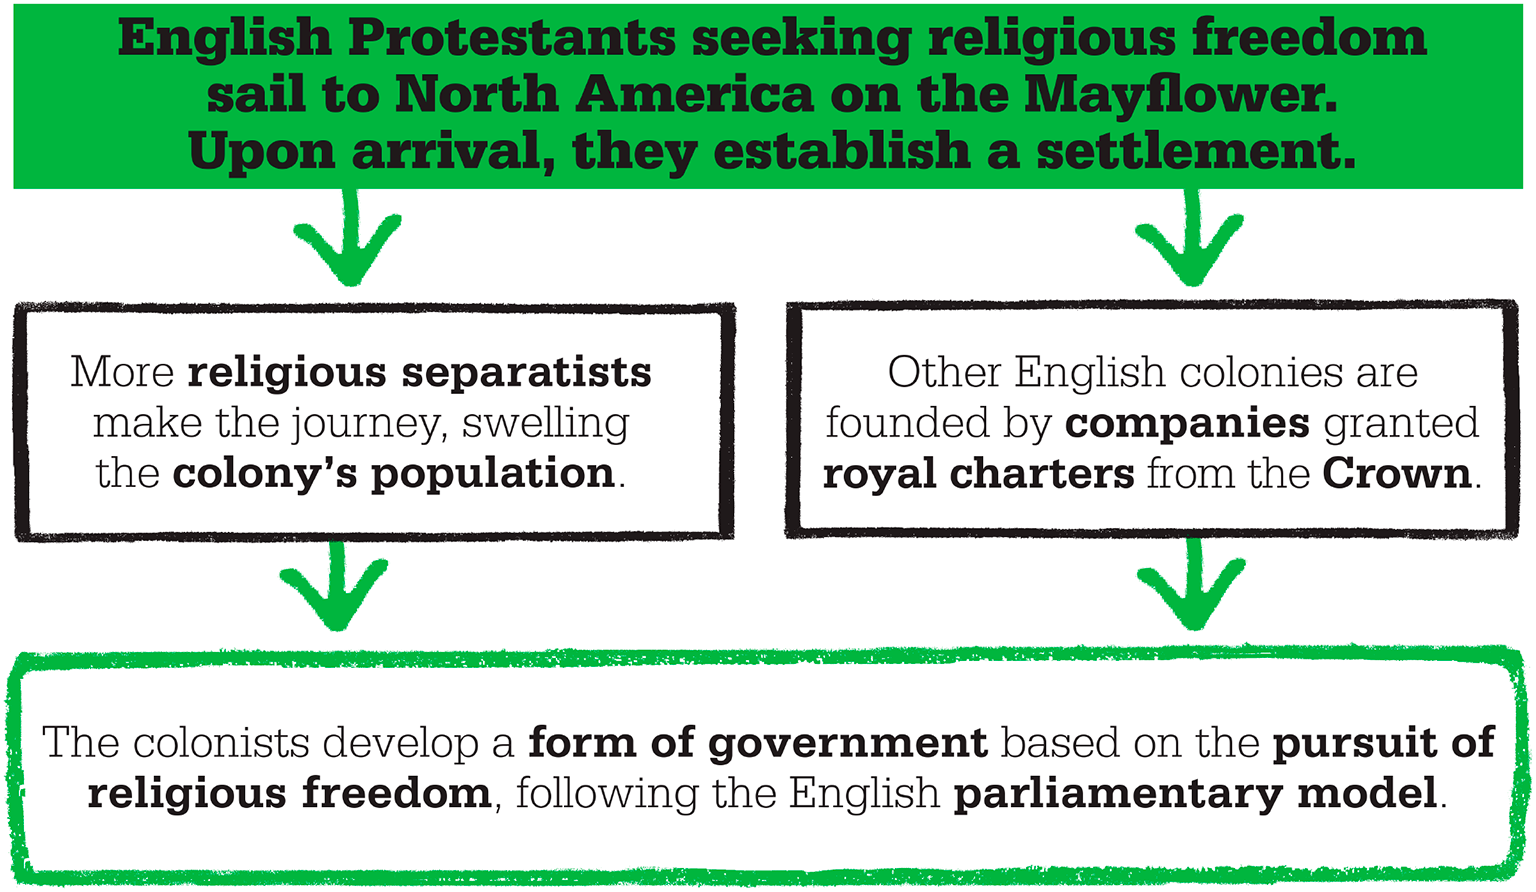 English Protestants seeking religious freedom
sail to North America on the Mayflower.
Upon arrival, they establish a settlement.
More religious separatists
make the journey, swelling
the colony’s population.
Other English colonies are
founded by companies granted
royal charters from the Crown.
The colonists develop a form of government based on the pursuit of
religious freedom, following the English parliamentary model.